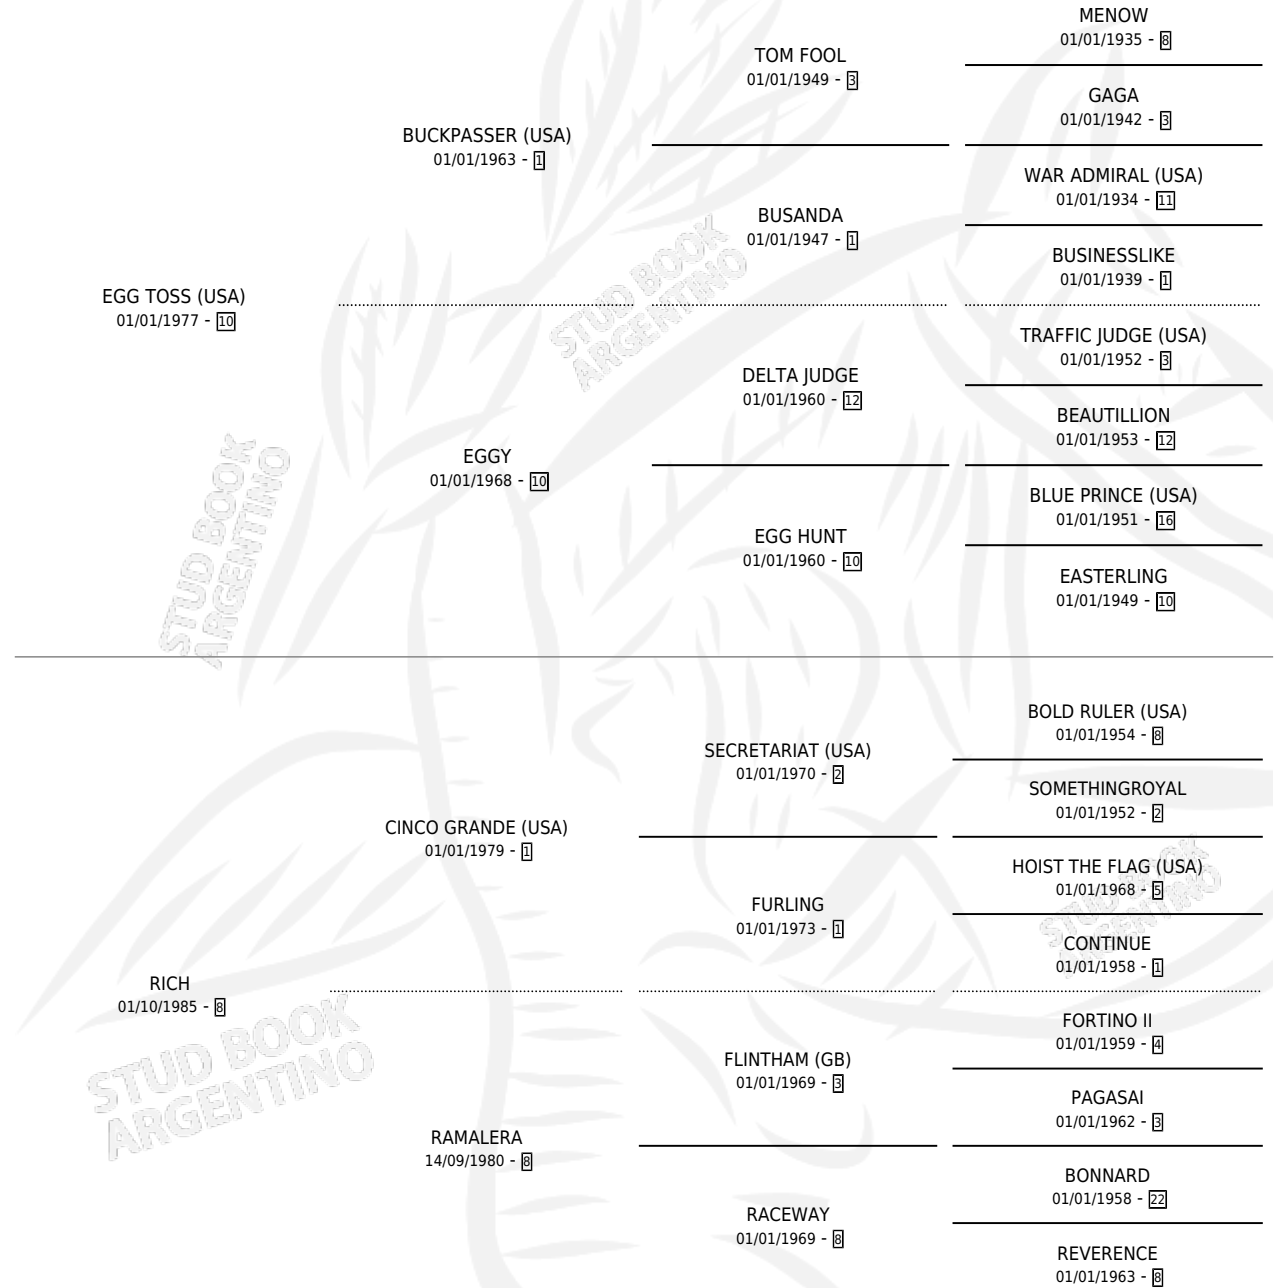 MENOW
01/01/1935 - 8
TOM FOOL
01/01/1949 - 3
GAGA
01/01/1942 - 3
BUCKPASSER (USA)
01/01/1963 - 1
WAR ADMIRAL (USA)
01/01/1934 - 11
BUSANDA
01/01/1947 - 1
BUSINESSLIKE
01/01/1939 - 1
EGG TOSS (USA)
01/01/1977 - 10
TRAFFIC JUDGE (USA)
01/01/1952 - 3
DELTA JUDGE
01/01/1960 - 12
BEAUTILLION
01/01/1953 - 12
EGGY
01/01/1968 - 10
BLUE PRINCE (USA)
01/01/1951 - 16
EGG HUNT
01/01/1960 - 10
EASTERLING
01/01/1949 - 10
STUD BOOK
ARGENTINO
STUD BOOK
ARGENTINO
BOLD RULER (USA)
01/01/1954 - 8
SECRETARIAT (USA)
01/01/1970 - 2
SOMETHINGROYAL
01/01/1952 - 2
CINCO GRANDE (USA)
01/01/1979 - 1
HOIST THE FLAG (USA)
01/01/1968 - 5
FURLING
01/01/1973 - 1
CONTINUE
01/01/1958 - 1
STUD BOOK
ARGENTINO
RICH
01/10/1985 - 8
FORTINO II
01/01/1959 - 4
FLINTHAM (GB)
01/01/1969 - 3
PAGASAI
01/01/1962 - 3
STUD BOOK
ARGENTINO
RAMALERA
14/09/1980 - 8
BONNARD
01/01/1958 - 22
RACEWAY
01/01/1969 - 8
REVERENCE
01/01/1963 - 8